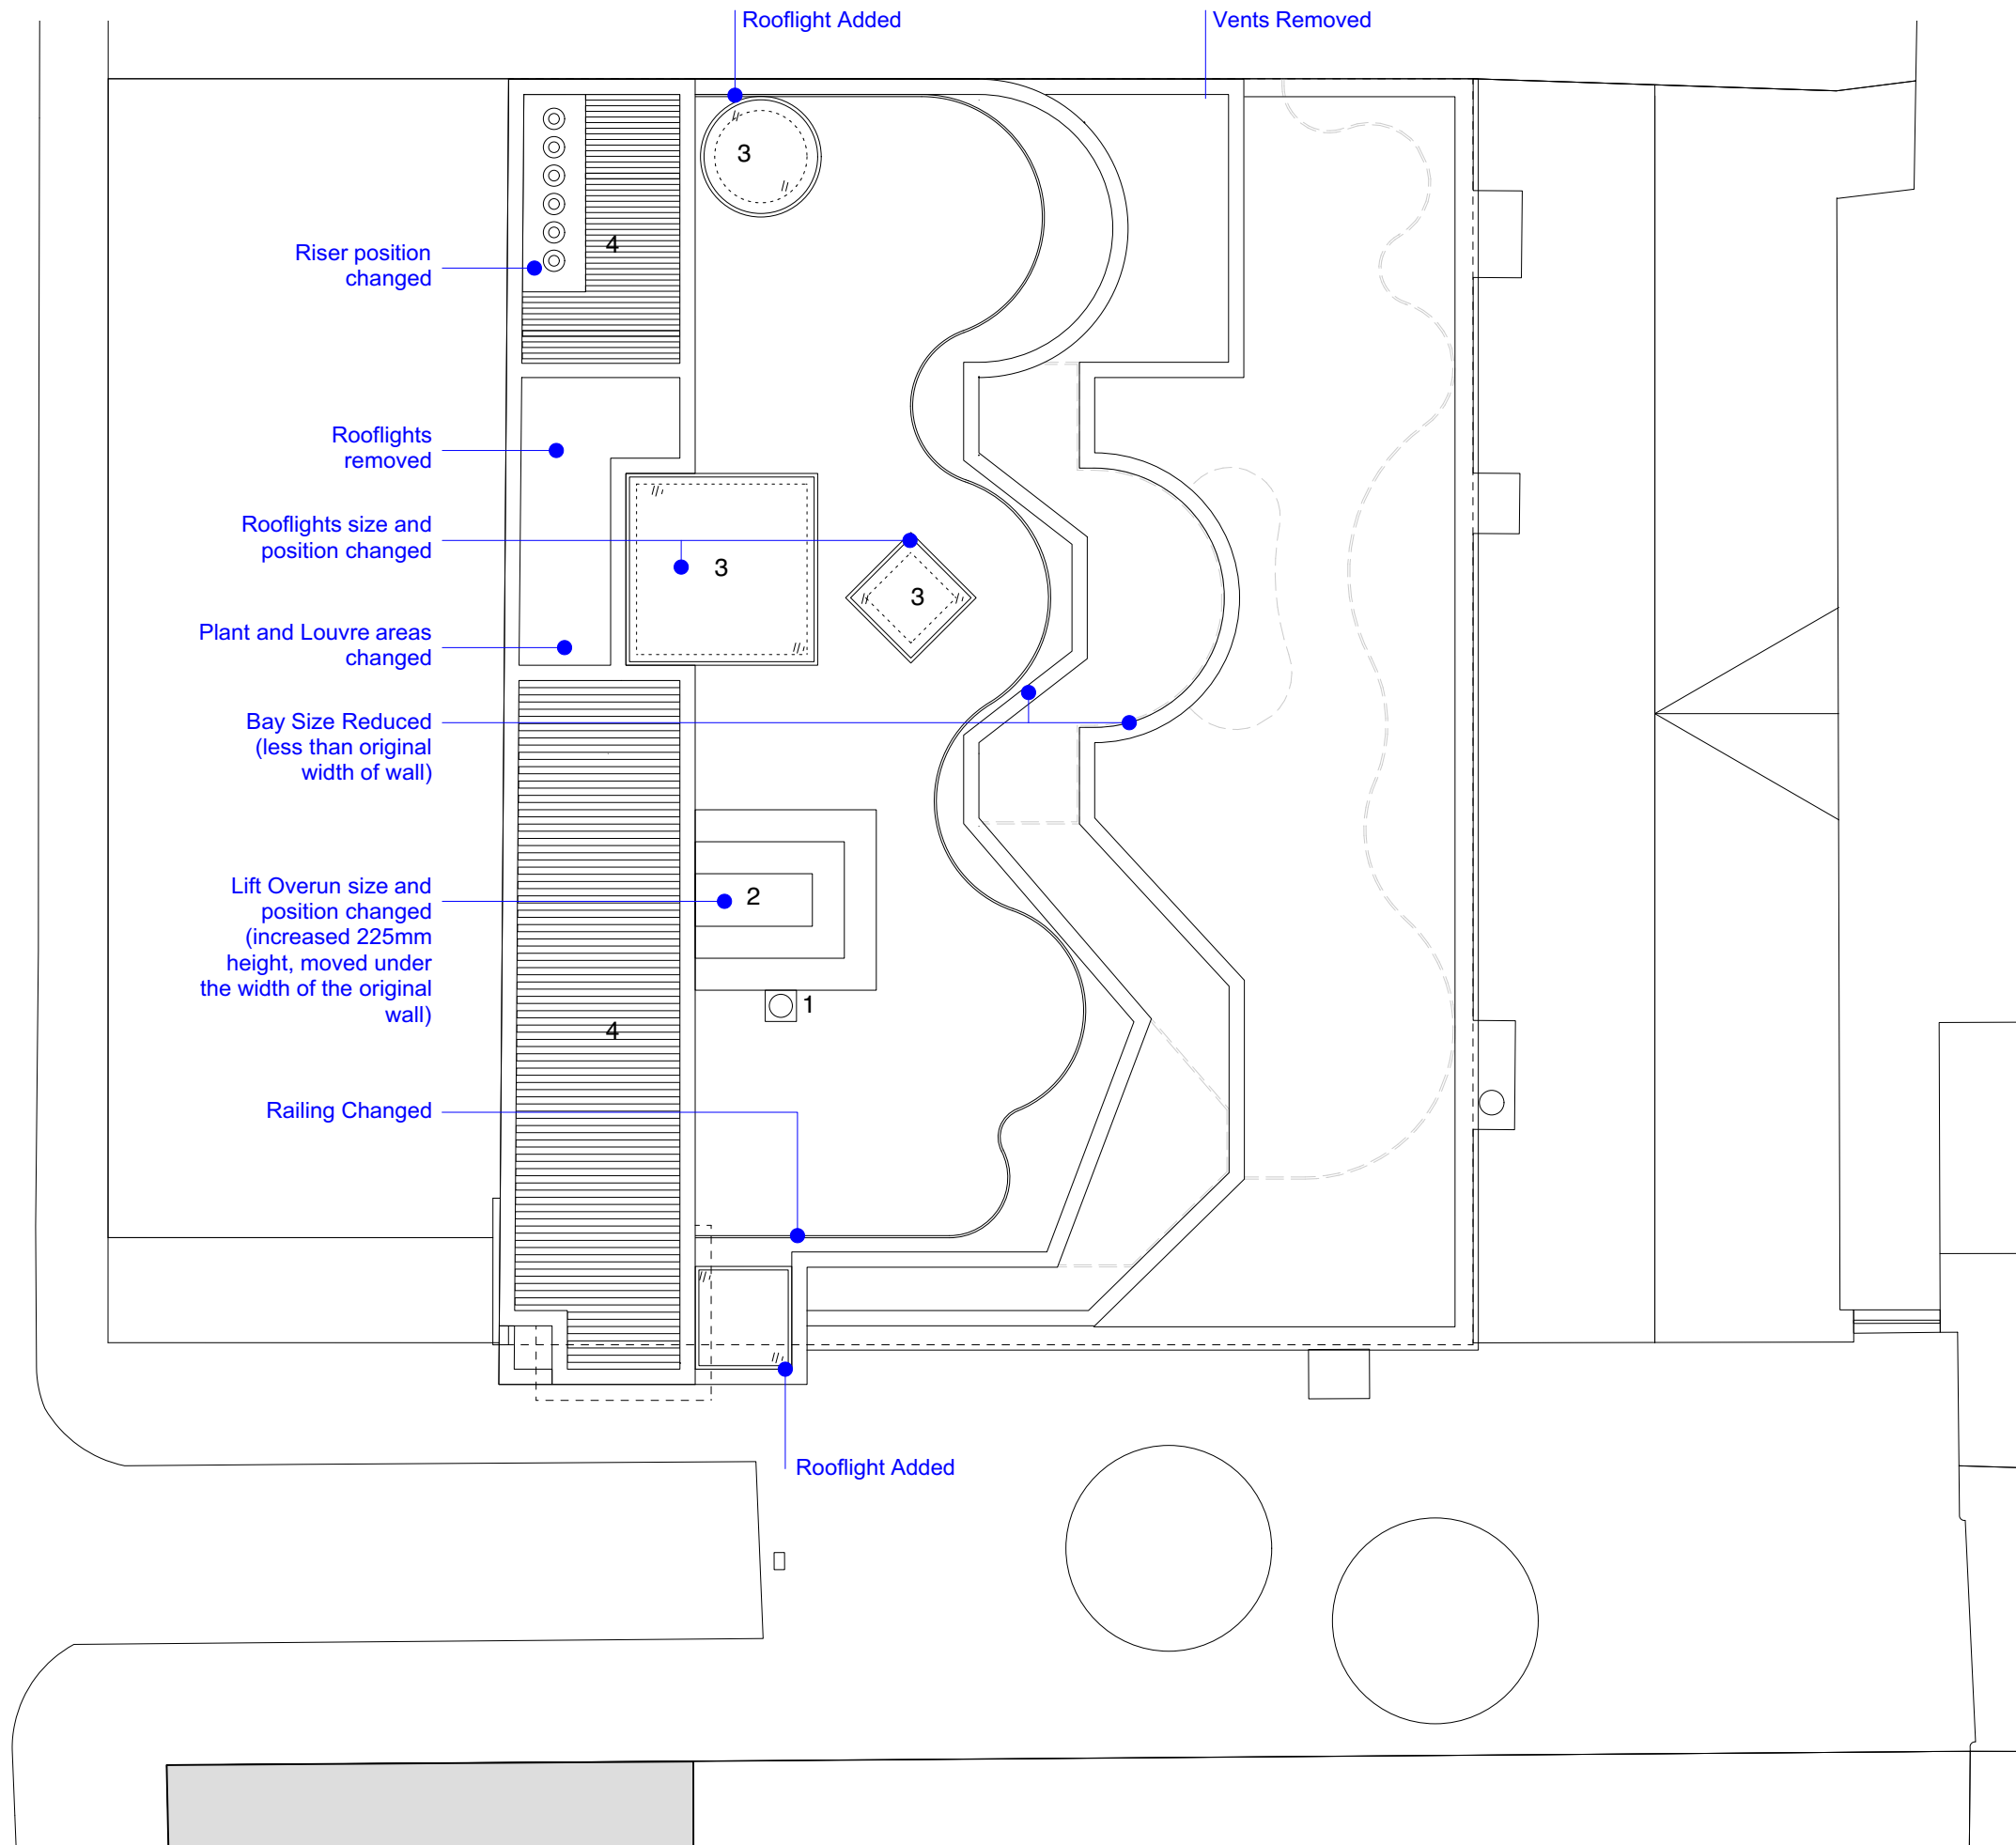 Rooflight Added
Vents Removed
3
4
Riser position
changed
Rooflights
removed
Rooflights size and
position changed
3
3
Plant and Louvre areas
changed
Bay Size Reduced
(less than original
width of wall)
Lift Overun size and
position changed
(increased 225mm
height, moved under
the width of the original
wall)
2
1
4
Railing Changed
Rooflight Added